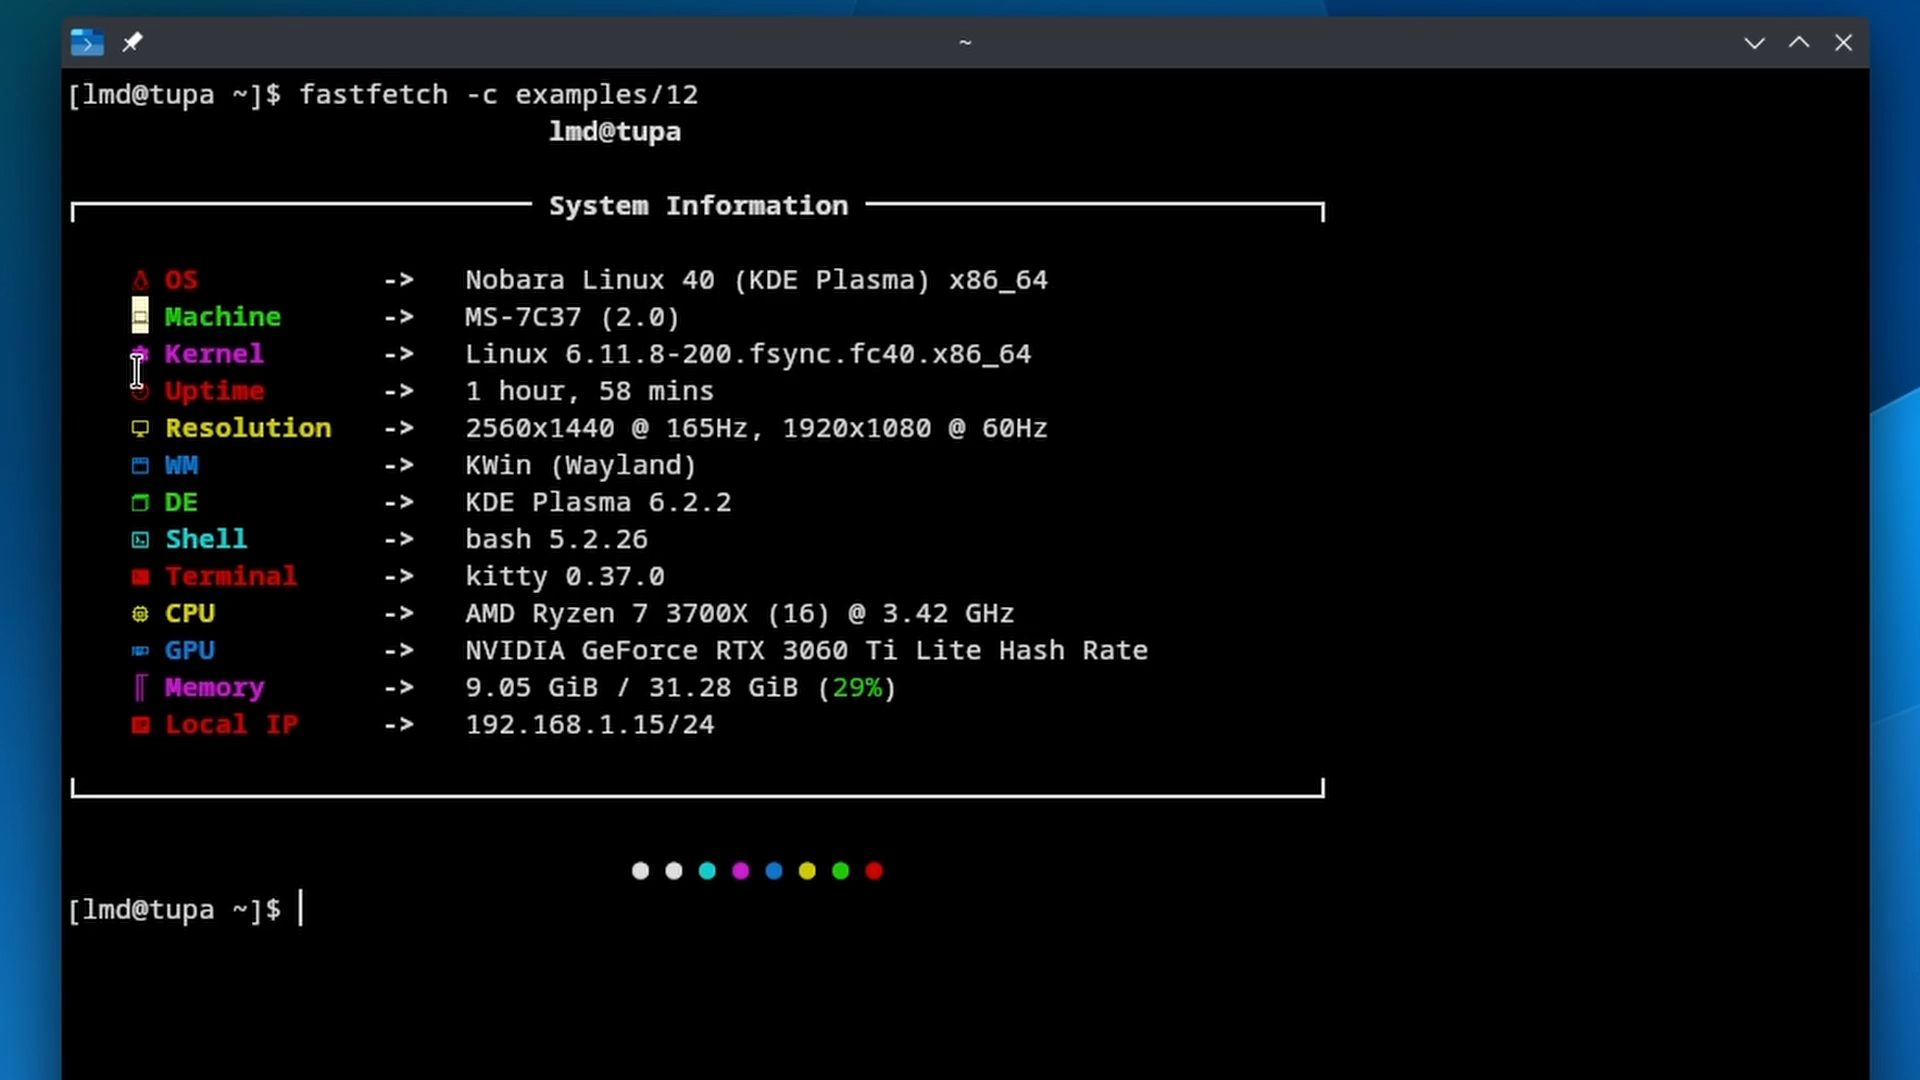 ~
[lmd@tupa ~]$ fastfetch -c examples/12
lmd@tupa
System Information
OS -> Nobara Linux 40 (KDE Plasma) x86_64
Machine -> MS-7C37 (2.0)
Kernel -> Linux 6.11.8-200.fsync.fc40.x86_64
Uptime -> 1 hour, 58 mins
Resolution -> 2560x1440 @ 165Hz, 1920x1080 @ 60Hz
WM -> KWin (Wayland)
DE -> KDE Plasma 6.2.2
Shell -> bash 5.2.26
Terminal -> kitty 0.37.0
CPU -> AMD Ryzen 7 3700X (16) @ 3.42 GHz
GPU -> NVIDIA GeForce RTX 3060 Ti Lite Hash Rate
Memory -> 9.05 GiB / 31.28 GiB (29%)
Local IP -> 192.168.1.15/24
[lmd@tupa ~]$